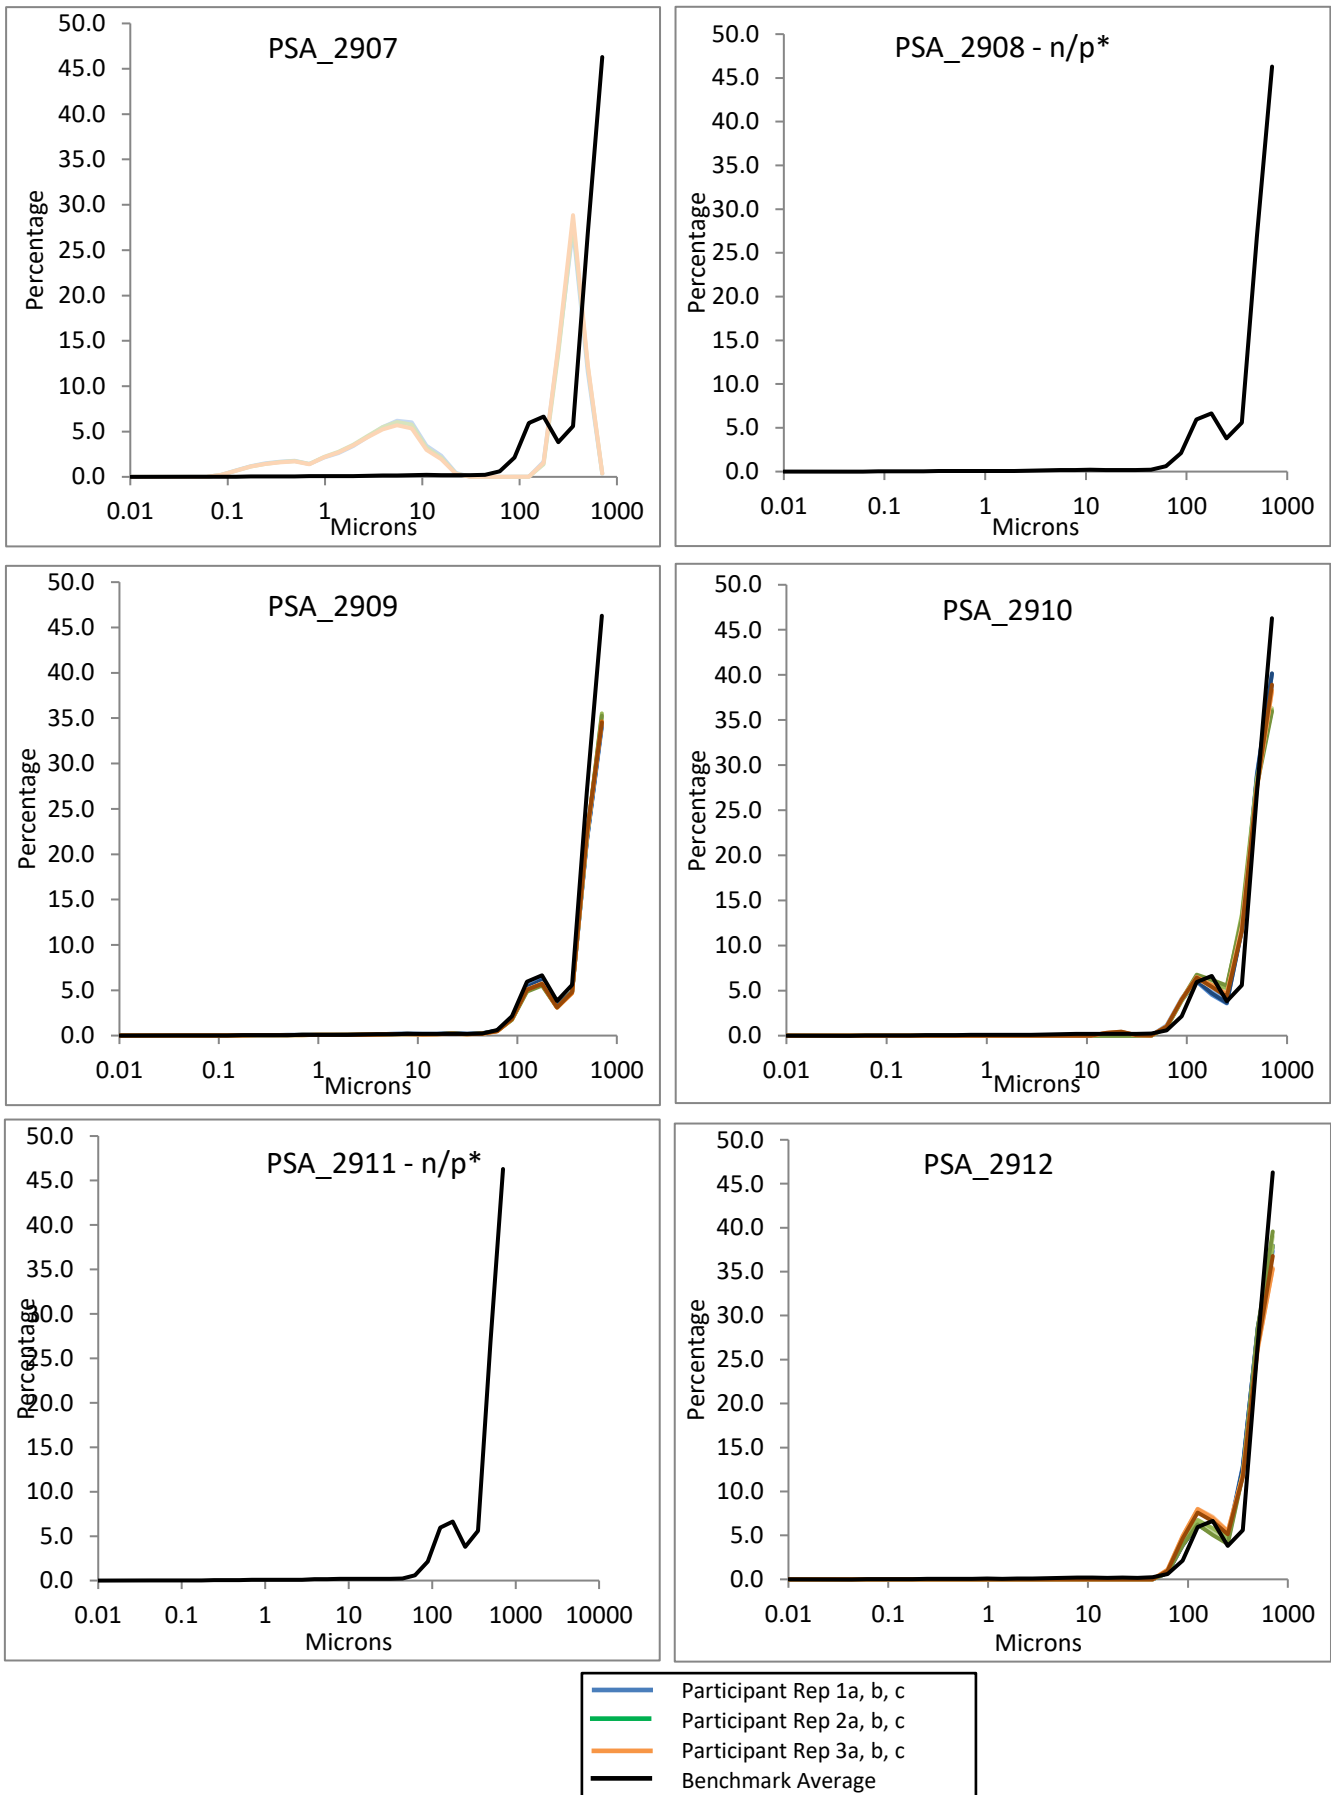 PSA_2907
50.0
45.0
40.0
35.0
30.0
25.0
20.0
15.0
10.0
5.0
0.0
Percentage
0.01 0.1 1 10 100 1000
Microns
PSA_2908 - n/p*
50.0
45.0
40.0
35.0
30.0
25.0
20.0
15.0
10.0
5.0
0.0
Percentage
0.01 0.1 1 10 100 1000
Microns
PSA_2909
50.0
45.0
40.0
35.0
30.0
25.0
20.0
15.0
10.0
5.0
0.0
Percentage
0.01 0.1 1 10 100 1000
Microns
PSA_2910
50.0
45.0
40.0
35.0
30.0
25.0
20.0
15.0
10.0
5.0
0.0
Percentage
0.01 0.1 1 10 100 1000
Microns
PSA_2911 - n/p*
50.0
45.0
40.0
35.0
30.0
25.0
20.0
15.0
10.0
5.0
0.0
Percentage
0.01 0.1 1 10 100 1000 10000
Microns
PSA_2912
50.0
45.0
40.0
35.0
30.0
25.0
20.0
15.0
10.0
5.0
0.0
Percentage
0.01 0.1 1 10 100 1000
Microns
Participant Rep 1a, b, c
Participant Rep 2a, b, c
Participant Rep 3a, b, c
Benchmark Average